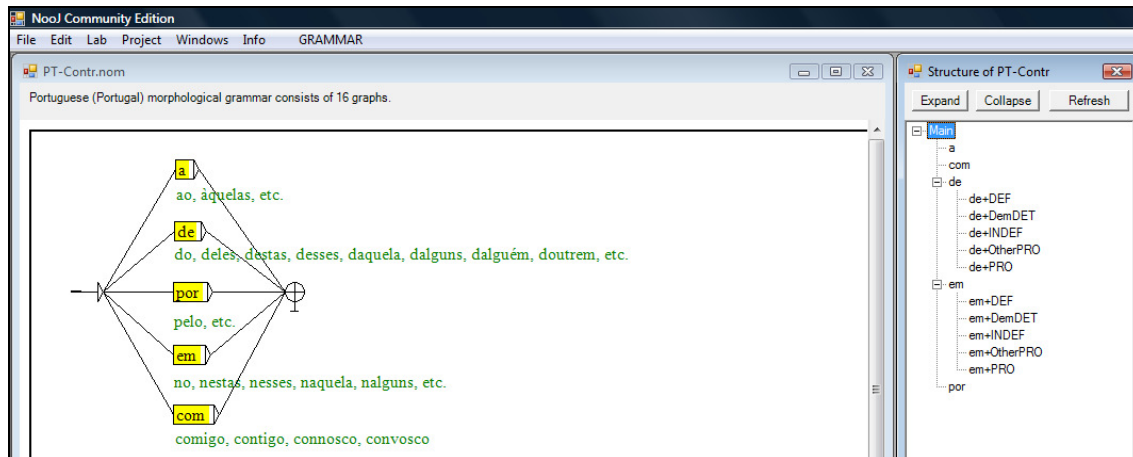 NooJ Community Edition
File Edit Lab Project Windows Info GRAMMAR
PT-Contr.nom
Portuguese (Portugal) morphological grammar consists of 16 graphs.
a
ao, àquelas, etc.
de
do, deles, destas, desses, daquela, dalguns, dalguém, doutrem, etc.
por
pelo, etc.
em
no, nestas, nesses, naquela, nalguns, etc.
com
comigo, contigo, connosco, convosco
Structure of PT-Contr
Expand Collapse Refresh
Main
a
com
de
de+DEF
de+DemDET
de+INDEF
de+OtherPRO
de+PRO
em
em+DEF
em+DemDET
em+INDEF
em+OtherPRO
em+PRO
por